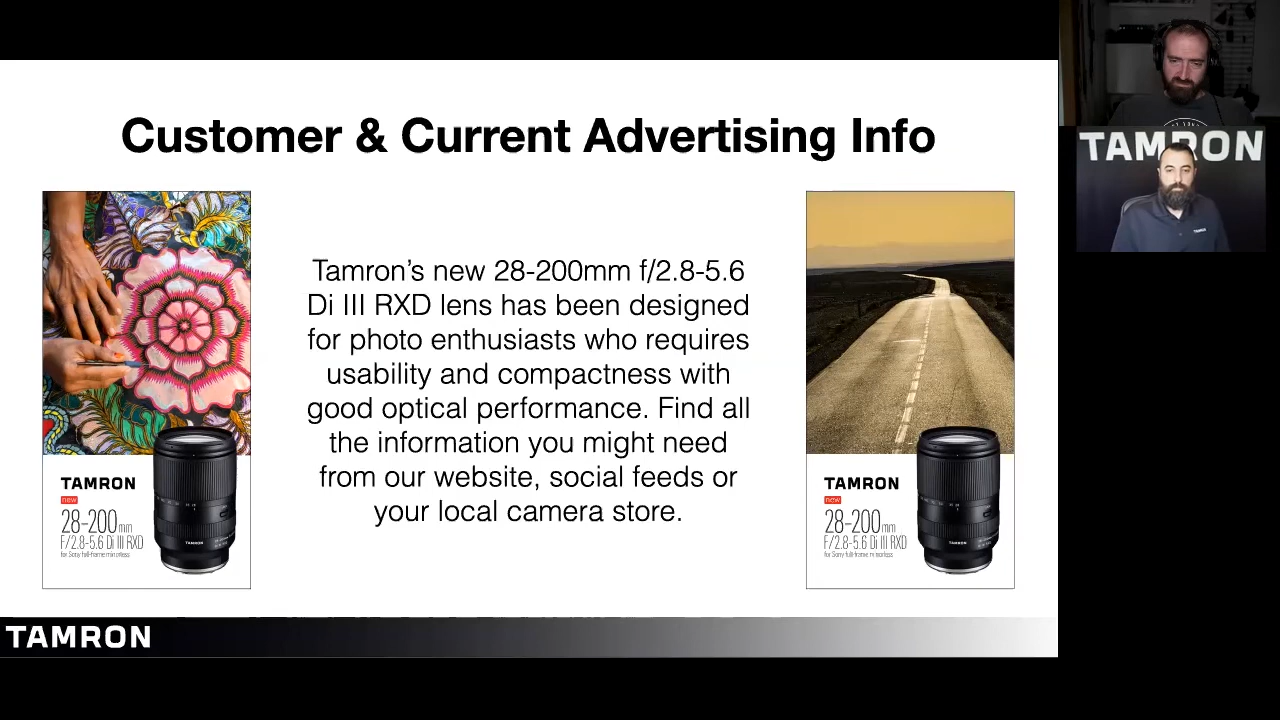 Customer & Current Advertising Info
Tamron’s new 28-200mm f/2.8-5.6
Di III RXD lens has been designed
for photo enthusiasts who requires
usability and compactness with
good optical performance. Find all
the information you might need
from our website, social feeds or
your local camera store.
TAMRON
new
28-200mm
F/2.8-5.6 Di III RXD
for Sony full-frame mirrorless
TAMRON
TAMRON
new
28-200mm
F/2.8-5.6 Di III RXD
for Sony full-frame mirrorless
TAMRON
TAMRON
TAMRON
TAMRON